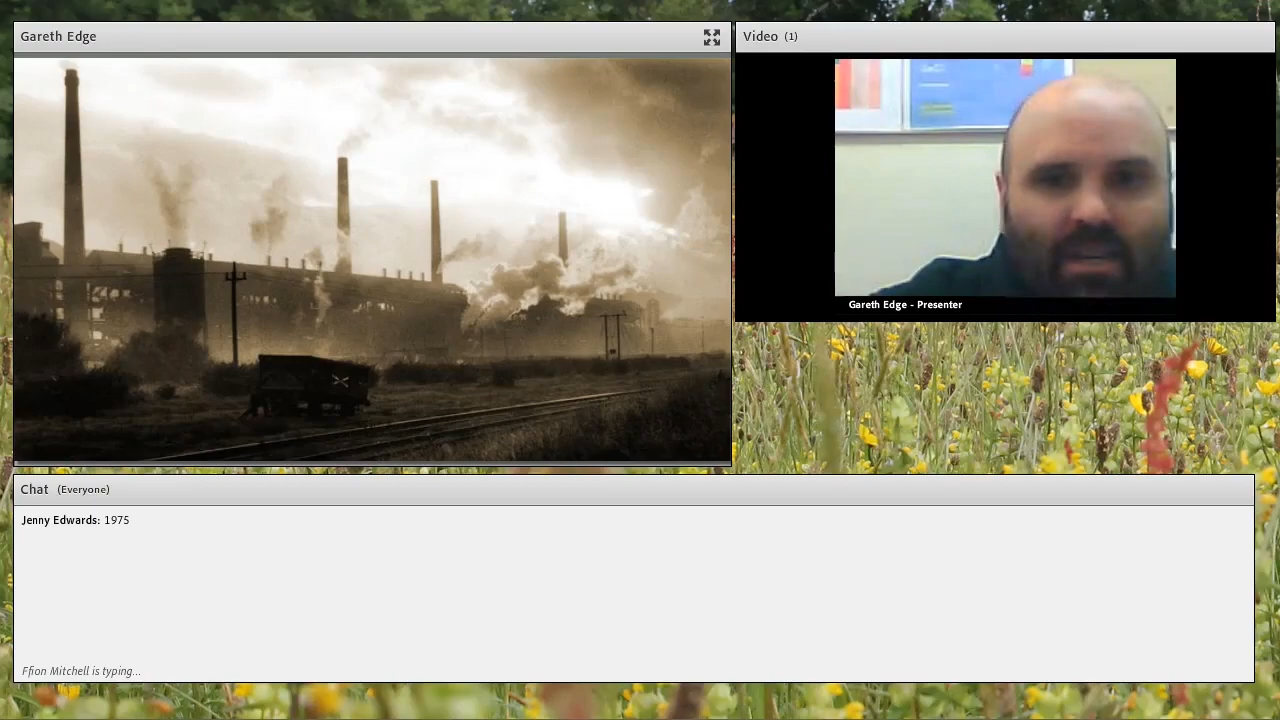 Gareth Edge
Video (1)
Gareth Edge - Presenter
Chat (Everyone)
Jenny Edwards: 1975
Ffion Mitchell is typing...